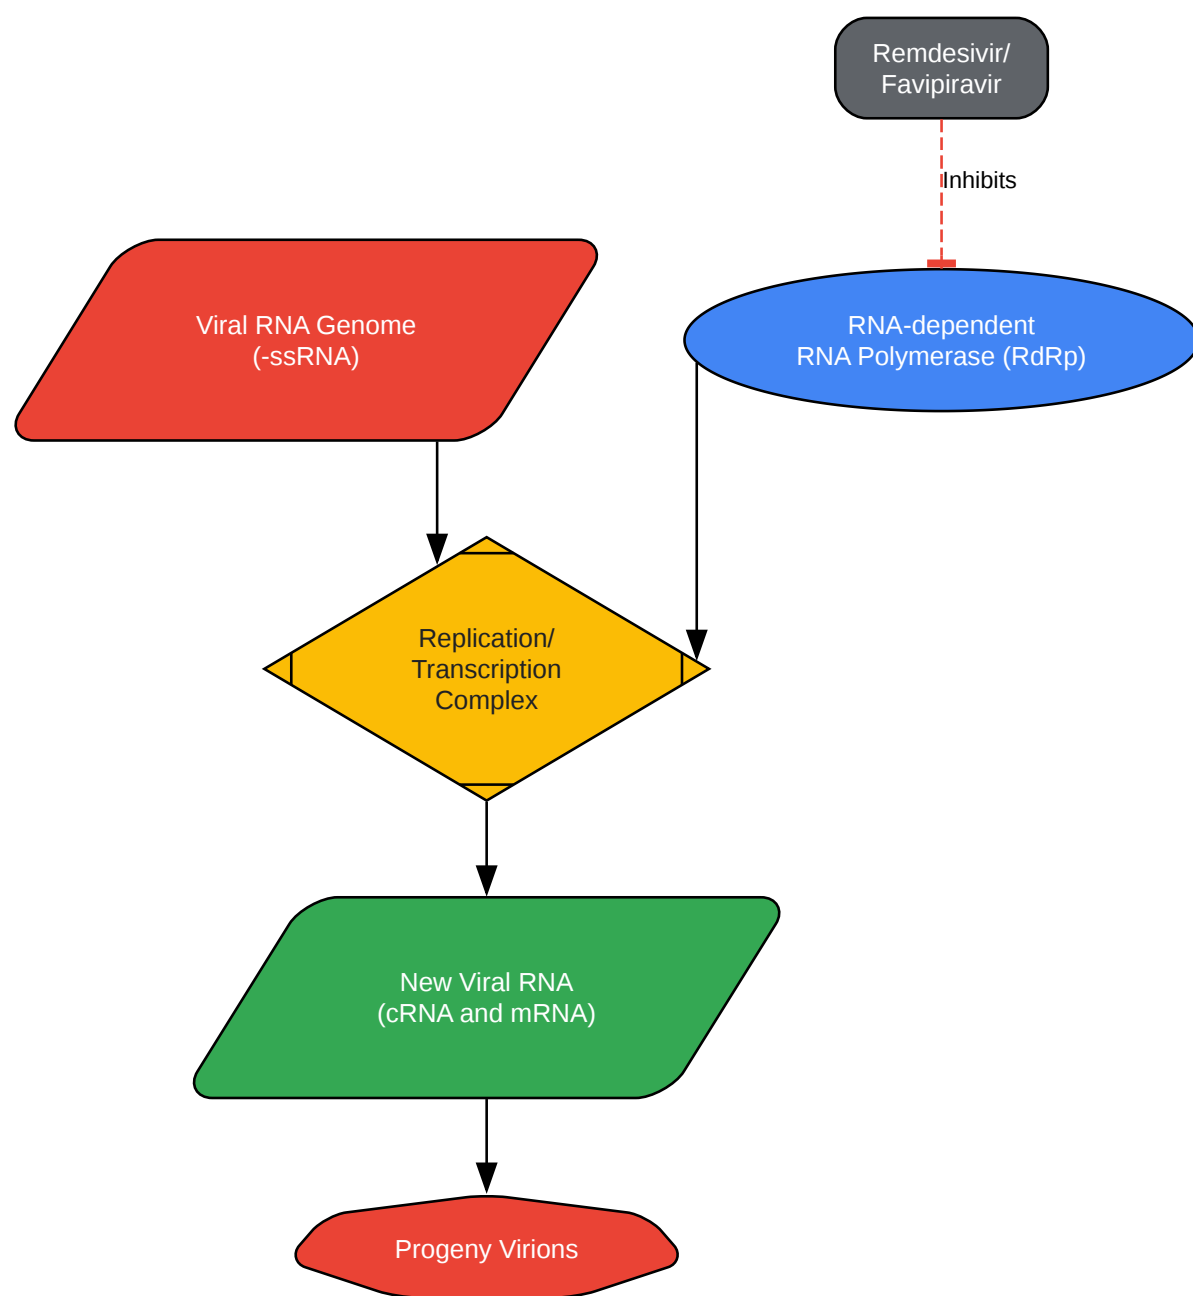 Remdesivir/
Favipiravir
Inhibits
Viral RNA Genome
(-ssRNA)
RNA-dependent
RNA Polymerase (RdRp)
Replication/
Transcription
Complex
New Viral RNA
(cRNA and mRNA)
Progeny Virions